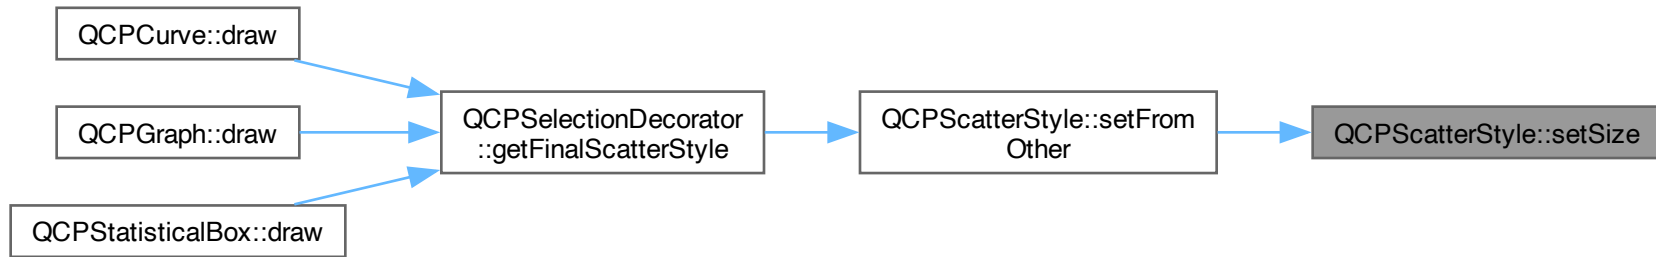 QCPCurve::draw
QCPGraph::draw
QCPStatisticalBox::draw
QCPSelectionDecorator
::getFinalScatterStyle
QCPScatterStyle::setFrom
Other
QCPScatterStyle::setSize